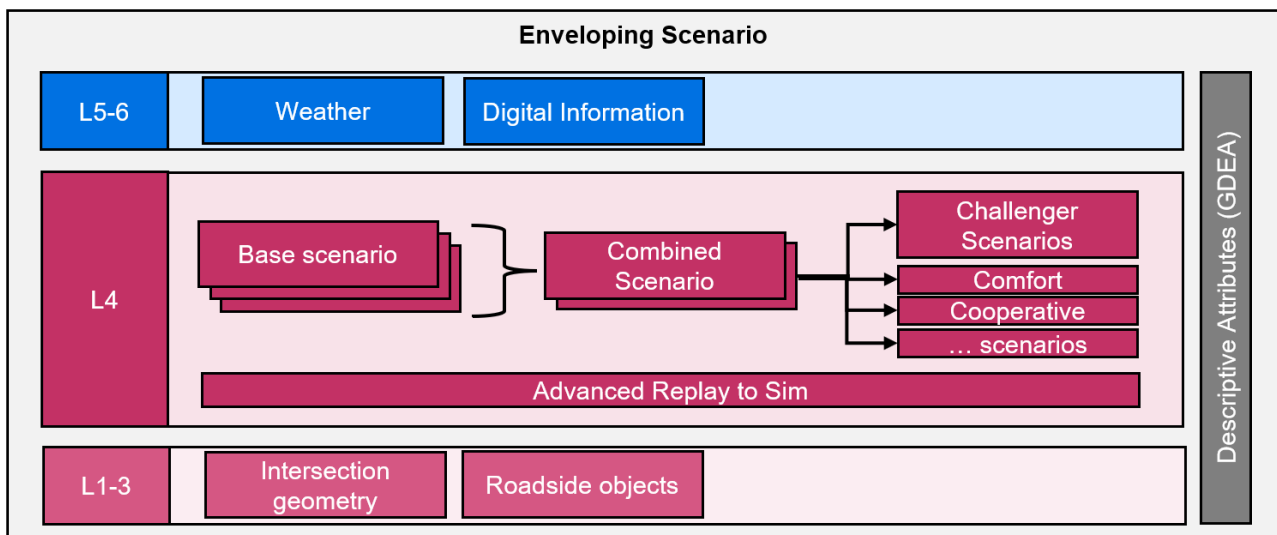 Enveloping Scenario
L5-6
Weather
Digital Information
L4
Base scenario
Combined
Scenario
Challenger
Scenarios
Comfort
Cooperative
... scenarios
Advanced Replay to Sim
L1-3
Intersection
geometry
Roadside objects
Descriptive Attributes (GDEA)